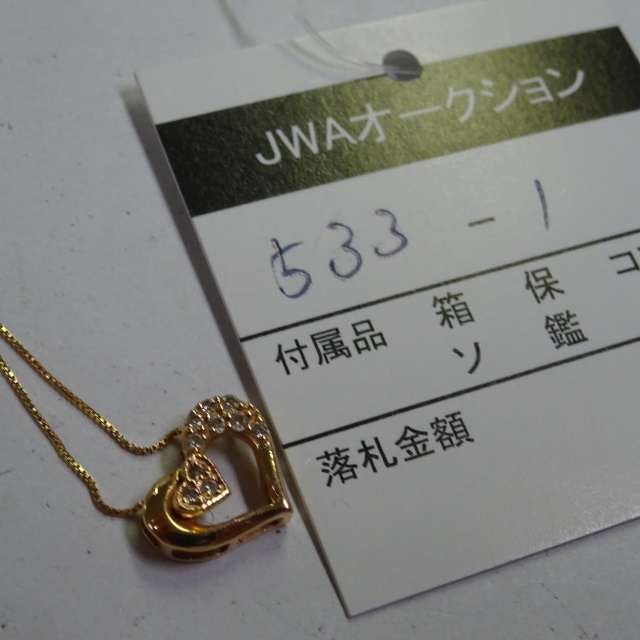 JWAオークション
533 - 1
付属品 箱 保 コ
ソ 鑑
落札金額